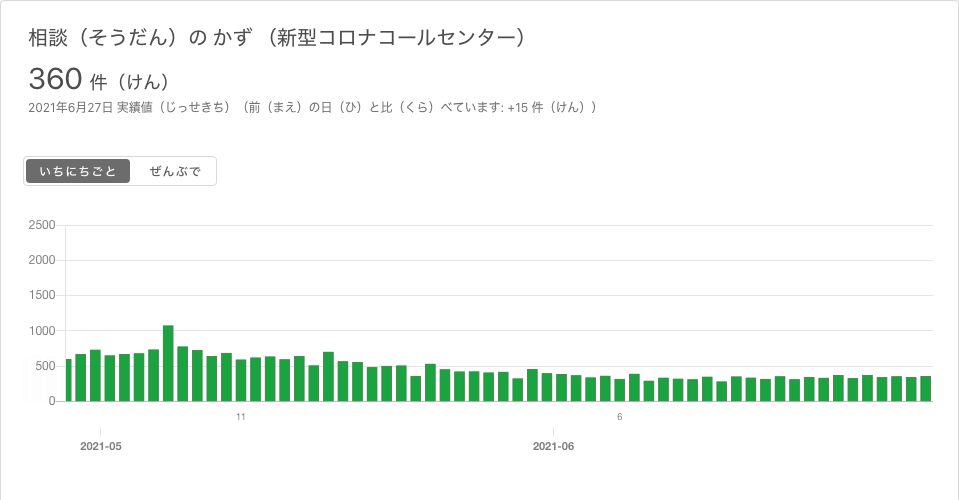 相談（そうだん）の かず （新型コロナコールセンター）
360 件（けん）
2021年6月27日 実績値（じっせきち）（前（まえ）の日（ひ）と比（くら）べています: +15 件（けん））
いちにちごと ぜんぶで
2500
2000
1500
1000
500
0
11 6
2021-05 2021-06